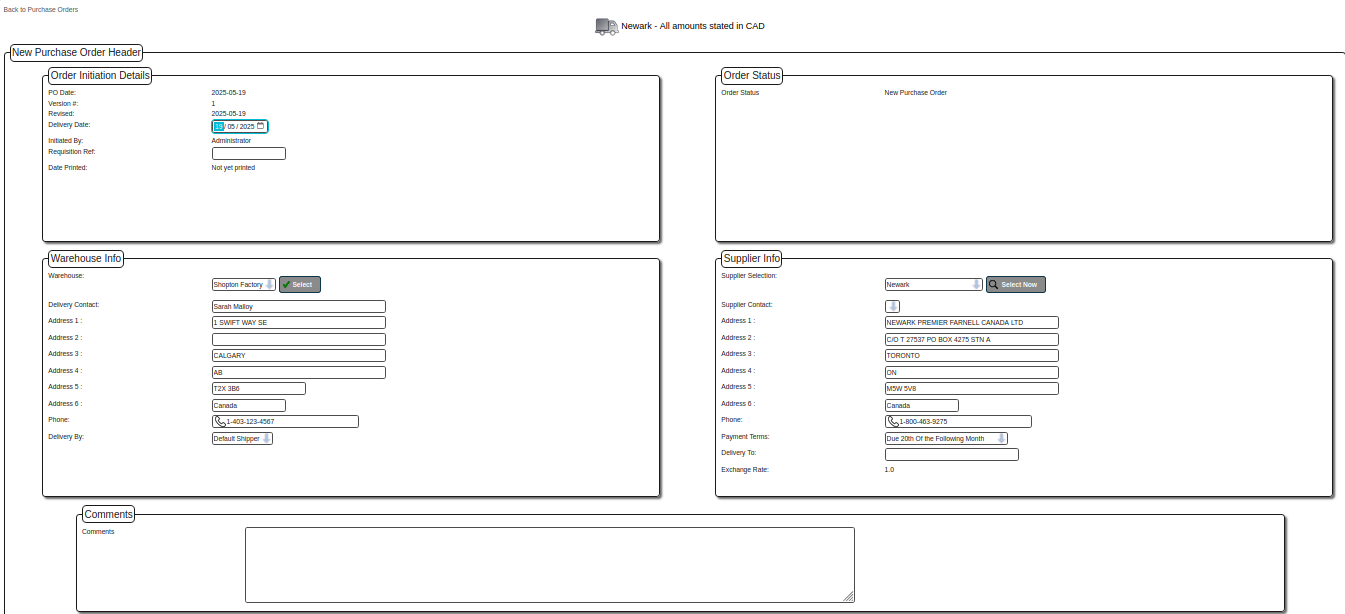 Back to Purchase Orders
Newark - All amounts stated in CAD
New Purchase Order Header
Order Initiation Details
PO Date: 2025-05-19
Version #: 1
Revised: 2025-05-19
Delivery Date: 19 / 05 / 2025
Initiated By: Administrator
Requisition Ref:
Date Printed: Not yet printed
Order Status
Order Status New Purchase Order
Warehouse Info
Warehouse: Shopton Factory Select
Delivery Contact: Sarah Malloy
Address 1 : 1 SWIFT WAY SE
Address 2 :
Address 3 : CALGARY
Address 4 : AB
Address 5 : T2X 3B6
Address 6 : Canada
Phone: 1-403-123-4567
Delivery By: Default Shipper
Supplier Info
Supplier Selection: Newark Select Now
Supplier Contact:
Address 1 : NEWARK PREMIER FARNELL CANADA LTD
Address 2 : C/O T 27537 PO BOX 4275 STN A
Address 3 : TORONTO
Address 4 : ON
Address 5 : M5W 5V8
Address 6 : Canada
Phone: 1-800-463-9275
Payment Terms: Due 20th Of the Following Month
Delivery To:
Exchange Rate: 1.0
Comments
Comments